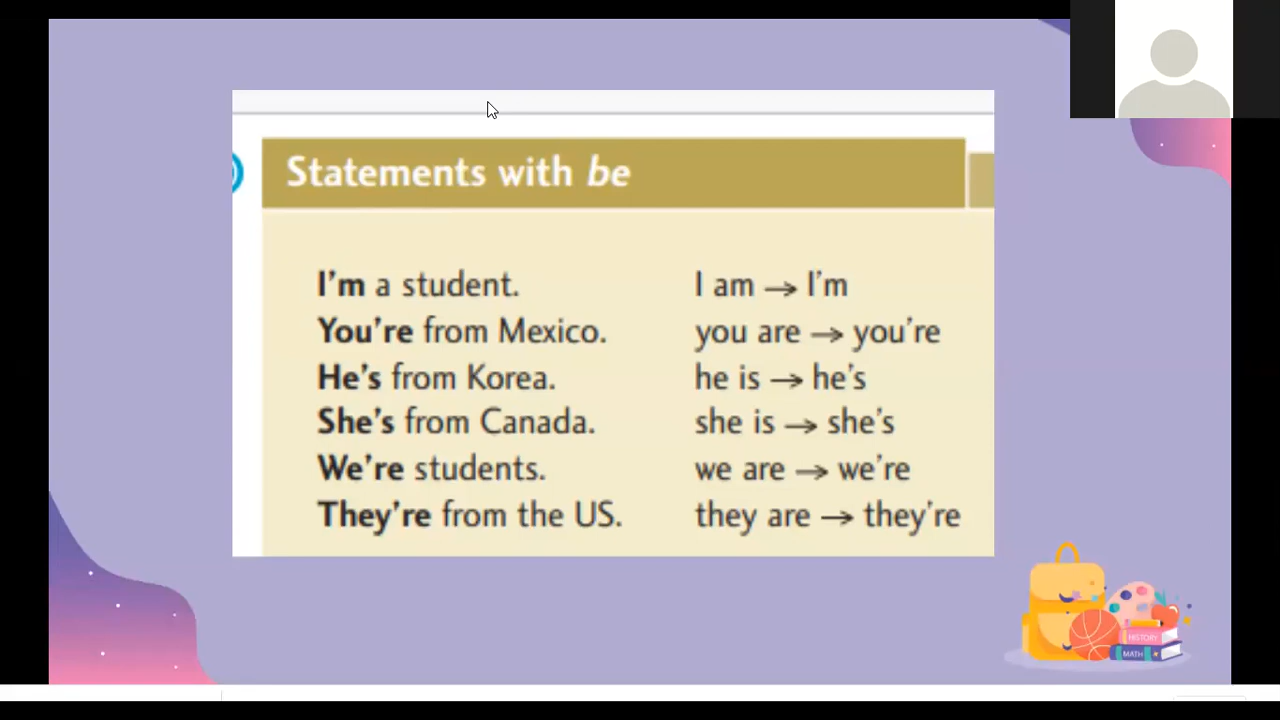 Statements with be
I'm a student. I am → I'm
You're from Mexico. you are → you're
He's from Korea. he is → he's
She's from Canada. she is → she's
We're students. we are → we're
They're from the US. they are → they're
HISTORY
MATH